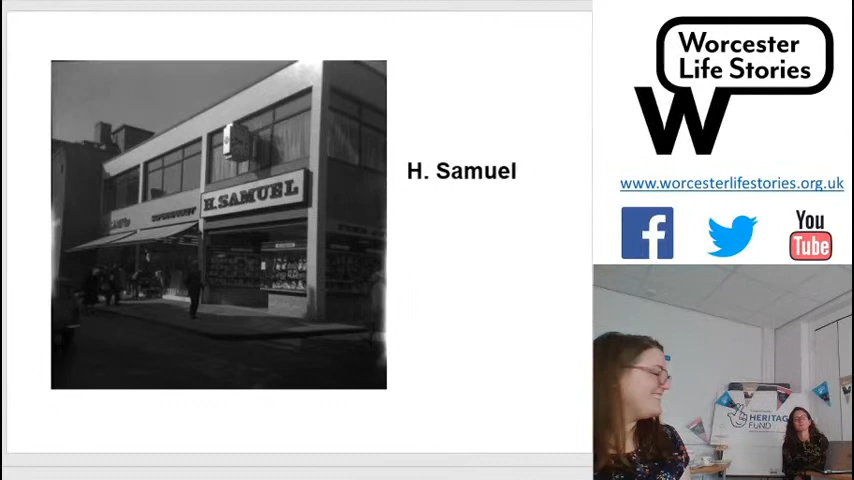 H. SAMUEL
H. Samuel
Worcester
Life Stories
W
www.worcesterlifestories.org.uk
f
You
Tube
HERITAGE
FUND